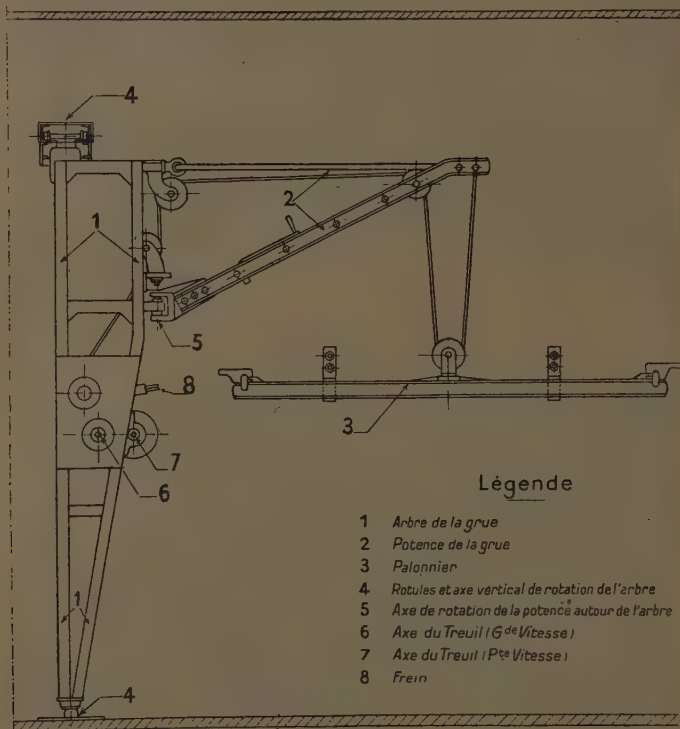 4
1
2
5
8
3
7
6
1
4
Légende
1 Arbre de la grue
2 Potence de la grue
3 Palonnier
4 Rotules et axe vertical de rotation de l'arbre
5 Axe de rotation de la potence autour de l'arbre
6 Axe du Treuil (Gde Vitesse)
7 Axe du Treuil (Pte Vitesse)
8 Frein